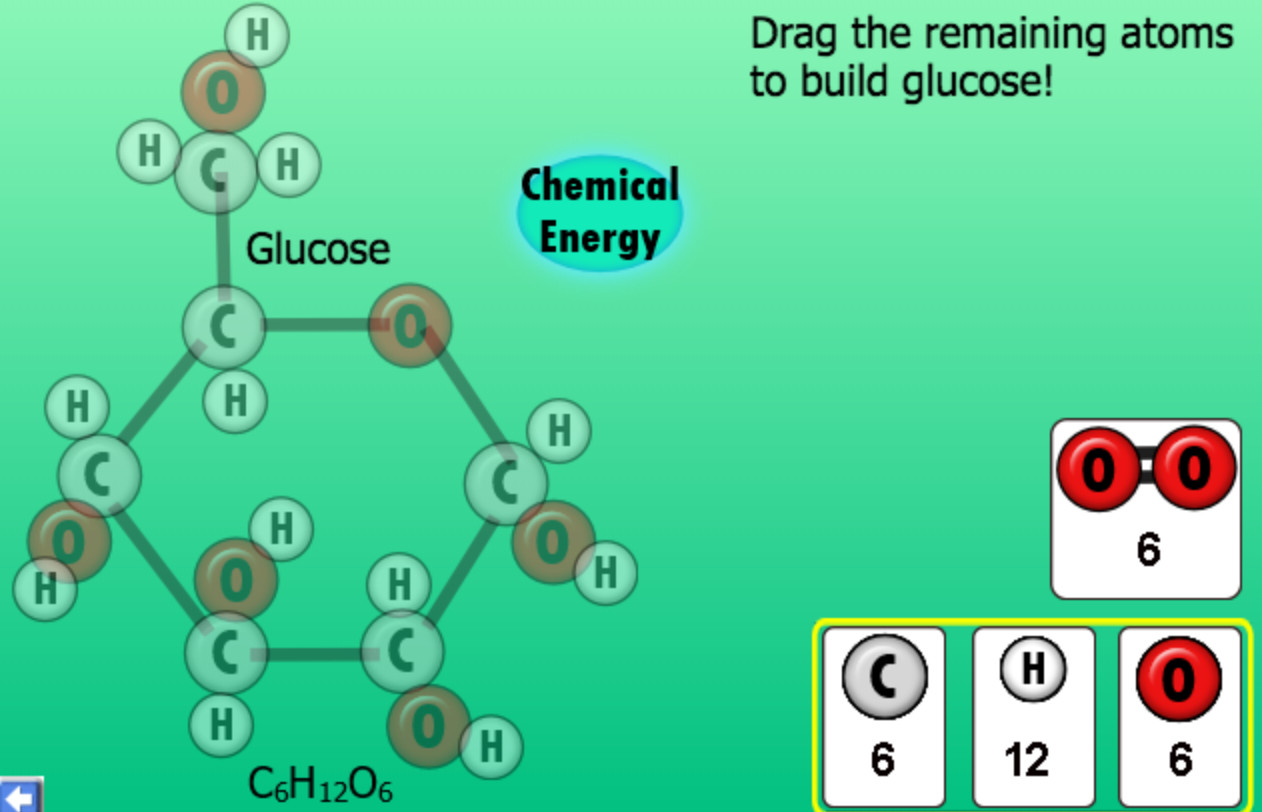 Drag the remaining atoms
to build glucose!
H
O
H C H
Chemical
Energy
Glucose
C O
H
H
H
C
C
O
H
O
H
O
H
O
H
C
H
C
H
O
H
C₆H₁₂O₆
O O
6
C H O
6 12 6